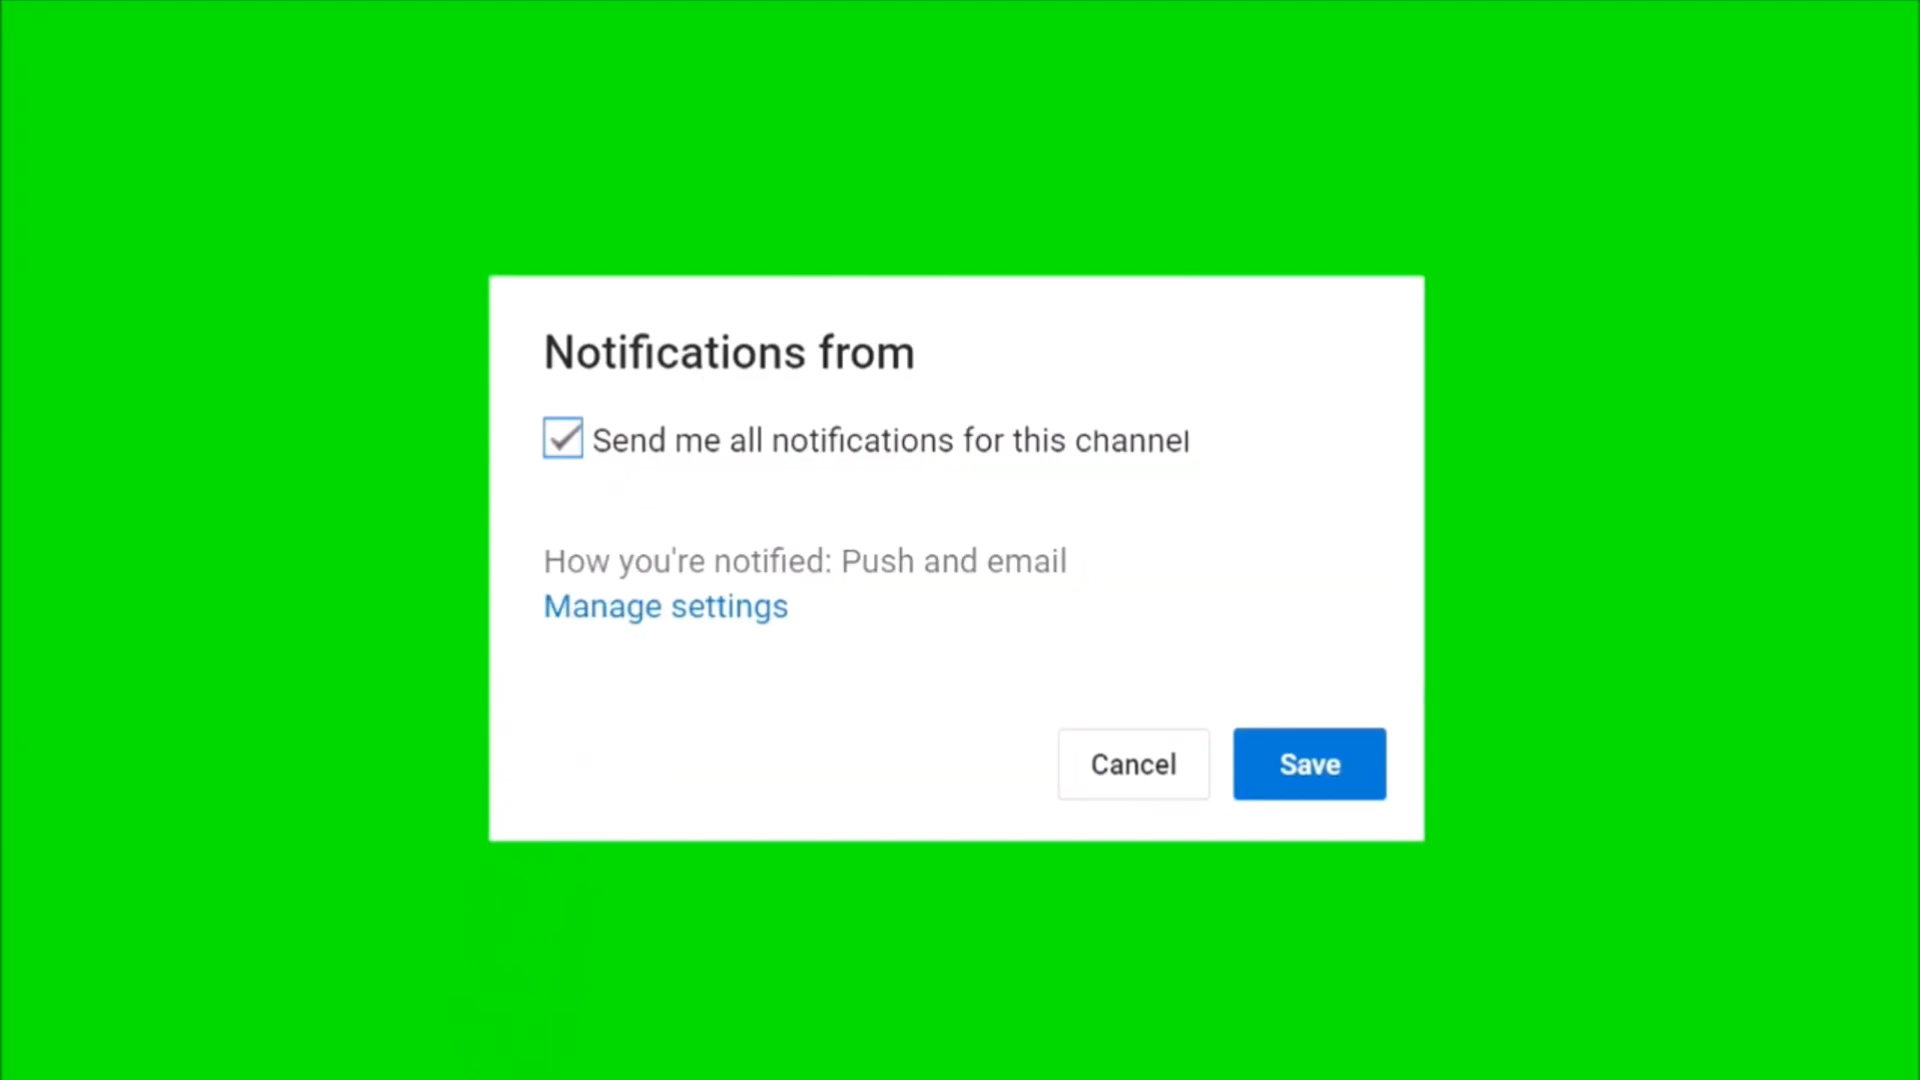 Notifications from
Send me all notifications for this channel
How you're notified: Push and email
Manage settings
Cancel
Save